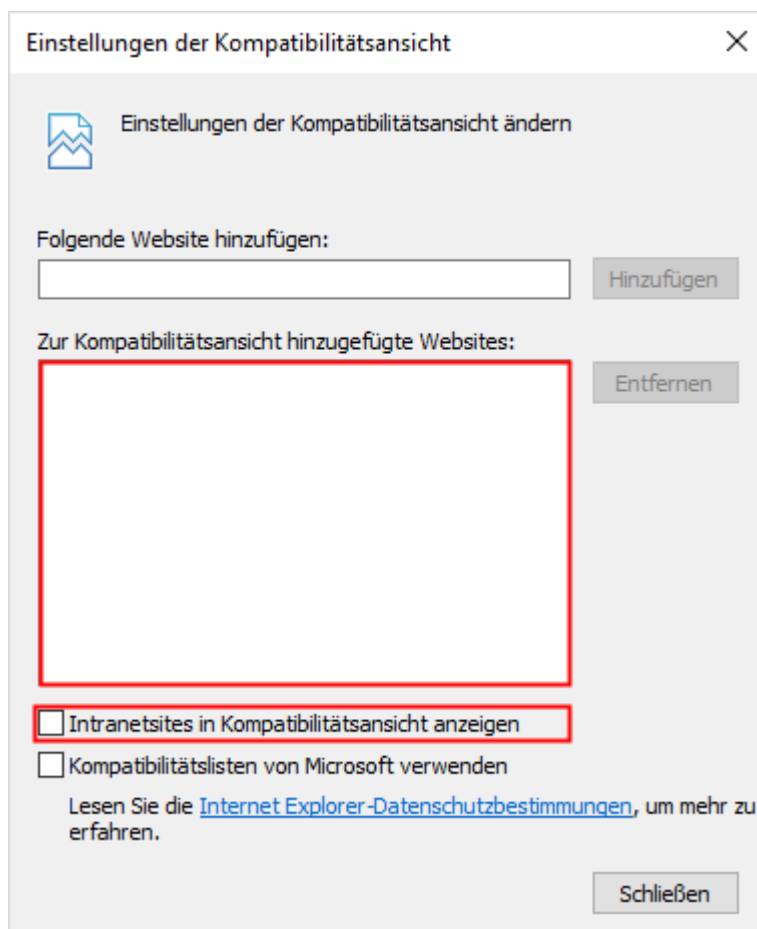 Einstellungen der Kompatibilitätsansicht
Einstellungen der Kompatibilitätsansicht ändern
Folgende Website hinzufügen:
Hinzufügen
Zur Kompatibilitätsansicht hinzugefügte Websites:
Entfernen
Intranetsites in Kompatibilitätsansicht anzeigen
Kompatibilitätslisten von Microsoft verwenden
Lesen Sie die Internet Explorer-Datenschutzbestimmungen, um mehr zu
erfahren.
Schließen